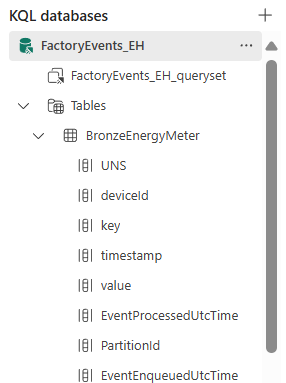 KQL databases
FactoryEvents_EH
FactoryEvents_EH_queryset
Tables
BronzeEnergyMeter
UNS
deviceId
key
timestamp
value
EventProcessedUtcTime
PartitionId
EventEnqueuedUtcTime